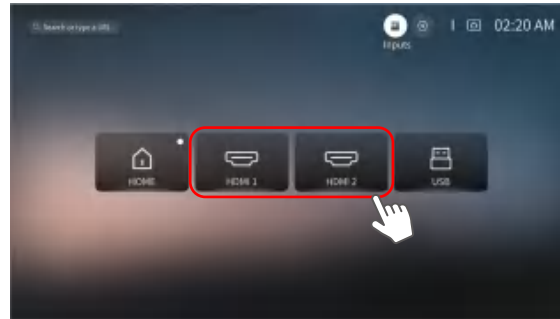 Search or type a URL
02:20 AM
Inputs
HOME
HDMI 1
HDMI 2
USB